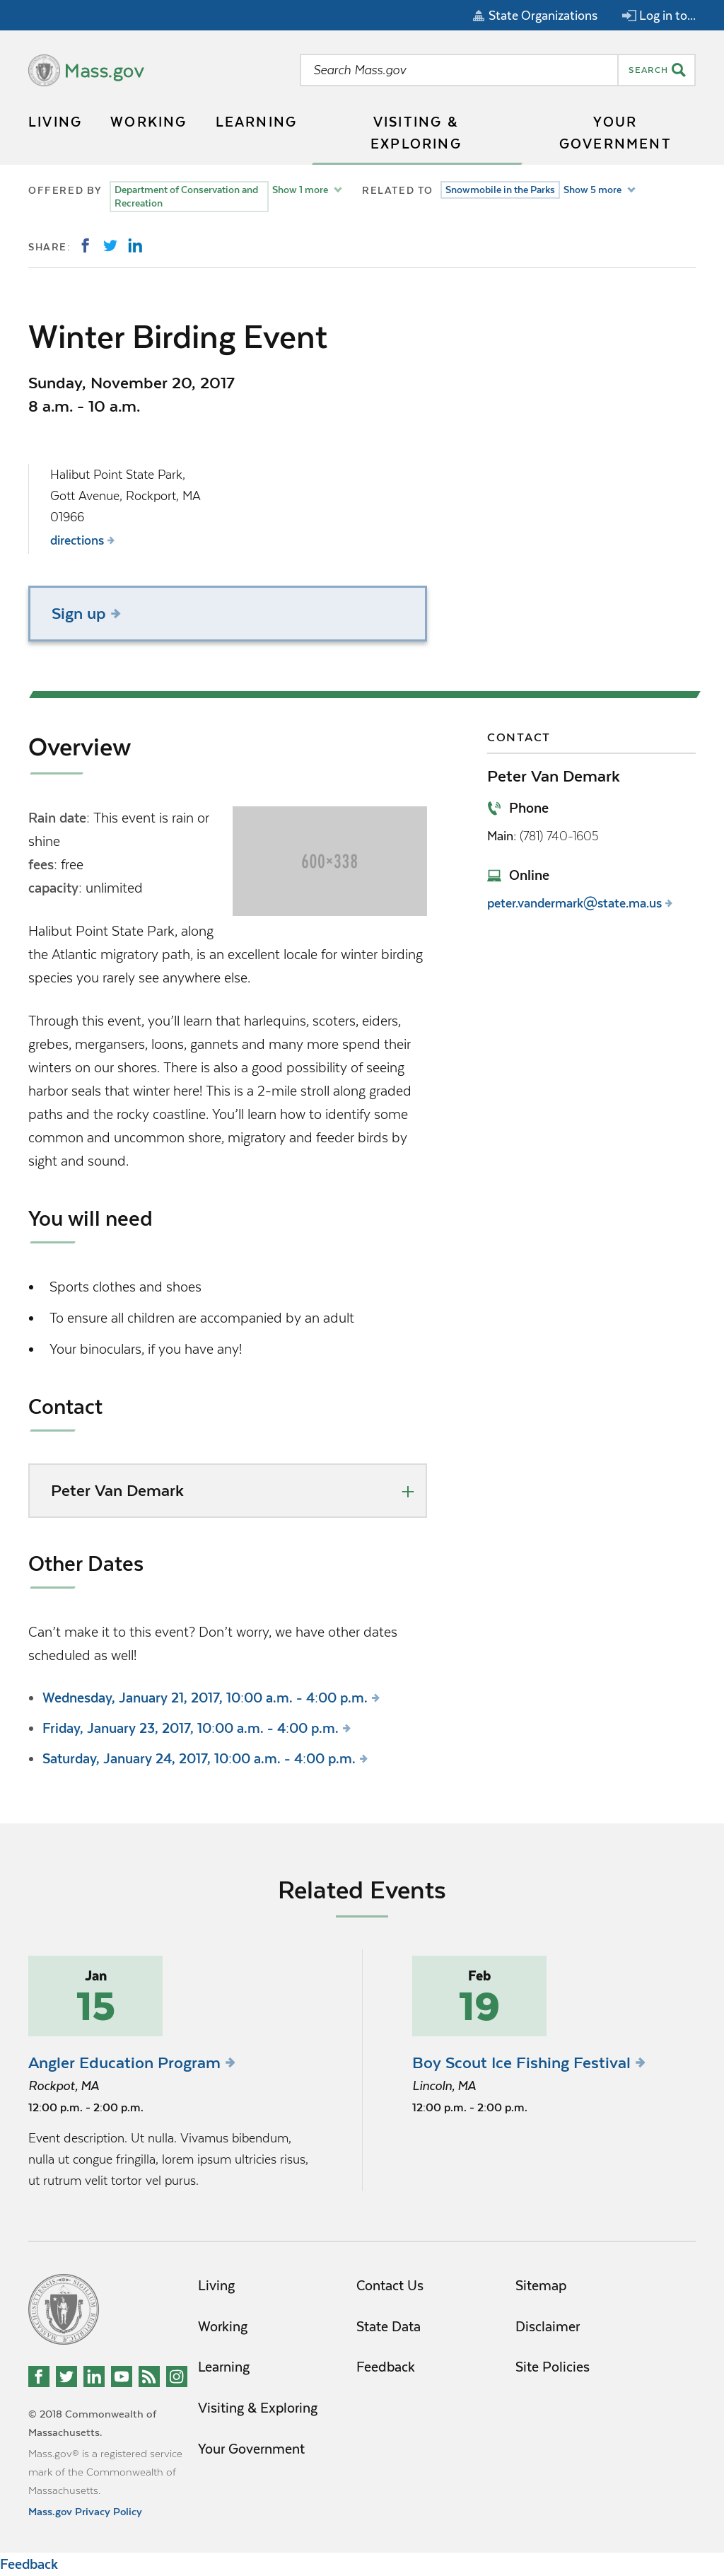 State Organizations
Log in to...
Mass.gov
Search Mass.gov
SEARCH
LIVING
WORKING
LEARNING
VISITING &
EXPLORING
YOUR
GOVERNMENT
OFFERED BY
Department of Conservation and
Recreation
Show 1 more
RELATED TO
Snowmobile in the Parks
Show 5 more
SHARE:
Winter Birding Event
Sunday, November 20, 2017
8 a.m. - 10 a.m.
Halibut Point State Park,
Gott Avenue, Rockport, MA
01966
directions
Sign up
Overview
Rain date: This event is rain or
shine
fees: free
capacity: unlimited
600×338
Halibut Point State Park, along
the Atlantic migratory path, is an excellent locale for winter birding
species you rarely see anywhere else.
Through this event, you'll learn that harlequins, scoters, eiders,
grebes, mergansers, loons, gannets and many more spend their
winters on our shores. There is also a good possibility of seeing
harbor seals that winter here! This is a 2-mile stroll along graded
paths and the rocky coastline. You'll learn how to identify some
common and uncommon shore, migratory and feeder birds by
sight and sound.
You will need
Sports clothes and shoes
To ensure all children are accompanied by an adult
Your binoculars, if you have any!
Contact
Peter Van Demark
Other Dates
Can't make it to this event? Don't worry, we have other dates
scheduled as well!
Wednesday, January 21, 2017, 10:00 a.m. - 4:00 p.m.
Friday, January 23, 2017, 10:00 a.m. - 4:00 p.m.
Saturday, January 24, 2017, 10:00 a.m. - 4:00 p.m.
CONTACT
Peter Van Demark
Phone
Main: (781) 740-1605
Online
peter.vandermark@state.ma.us
Related Events
Jan
15
Angler Education Program
Rockpot, MA
12:00 p.m. - 2:00 p.m.
Event description. Ut nulla. Vivamus bibendum,
nulla ut congue fringilla, lorem ipsum ultricies risus,
ut rutrum velit tortor vel purus.
Feb
19
Boy Scout Ice Fishing Festival
Lincoln, MA
12:00 p.m. - 2:00 p.m.
© 2018 Commonwealth of
Massachusetts.
Mass.gov® is a registered service
mark of the Commonwealth of
Massachusetts.
Mass.gov Privacy Policy
Living
Working
Learning
Visiting & Exploring
Your Government
Contact Us
State Data
Feedback
Sitemap
Disclaimer
Site Policies
Feedback